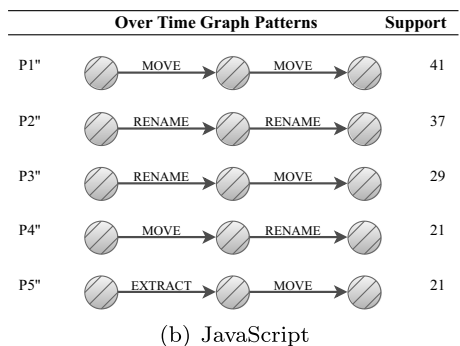 Over Time Graph Patterns Support
P1" MOVE MOVE 41
P2" RENAME RENAME 37
P3" RENAME MOVE 29
P4" MOVE RENAME 21
P5" EXTRACT MOVE 21
(b) JavaScript